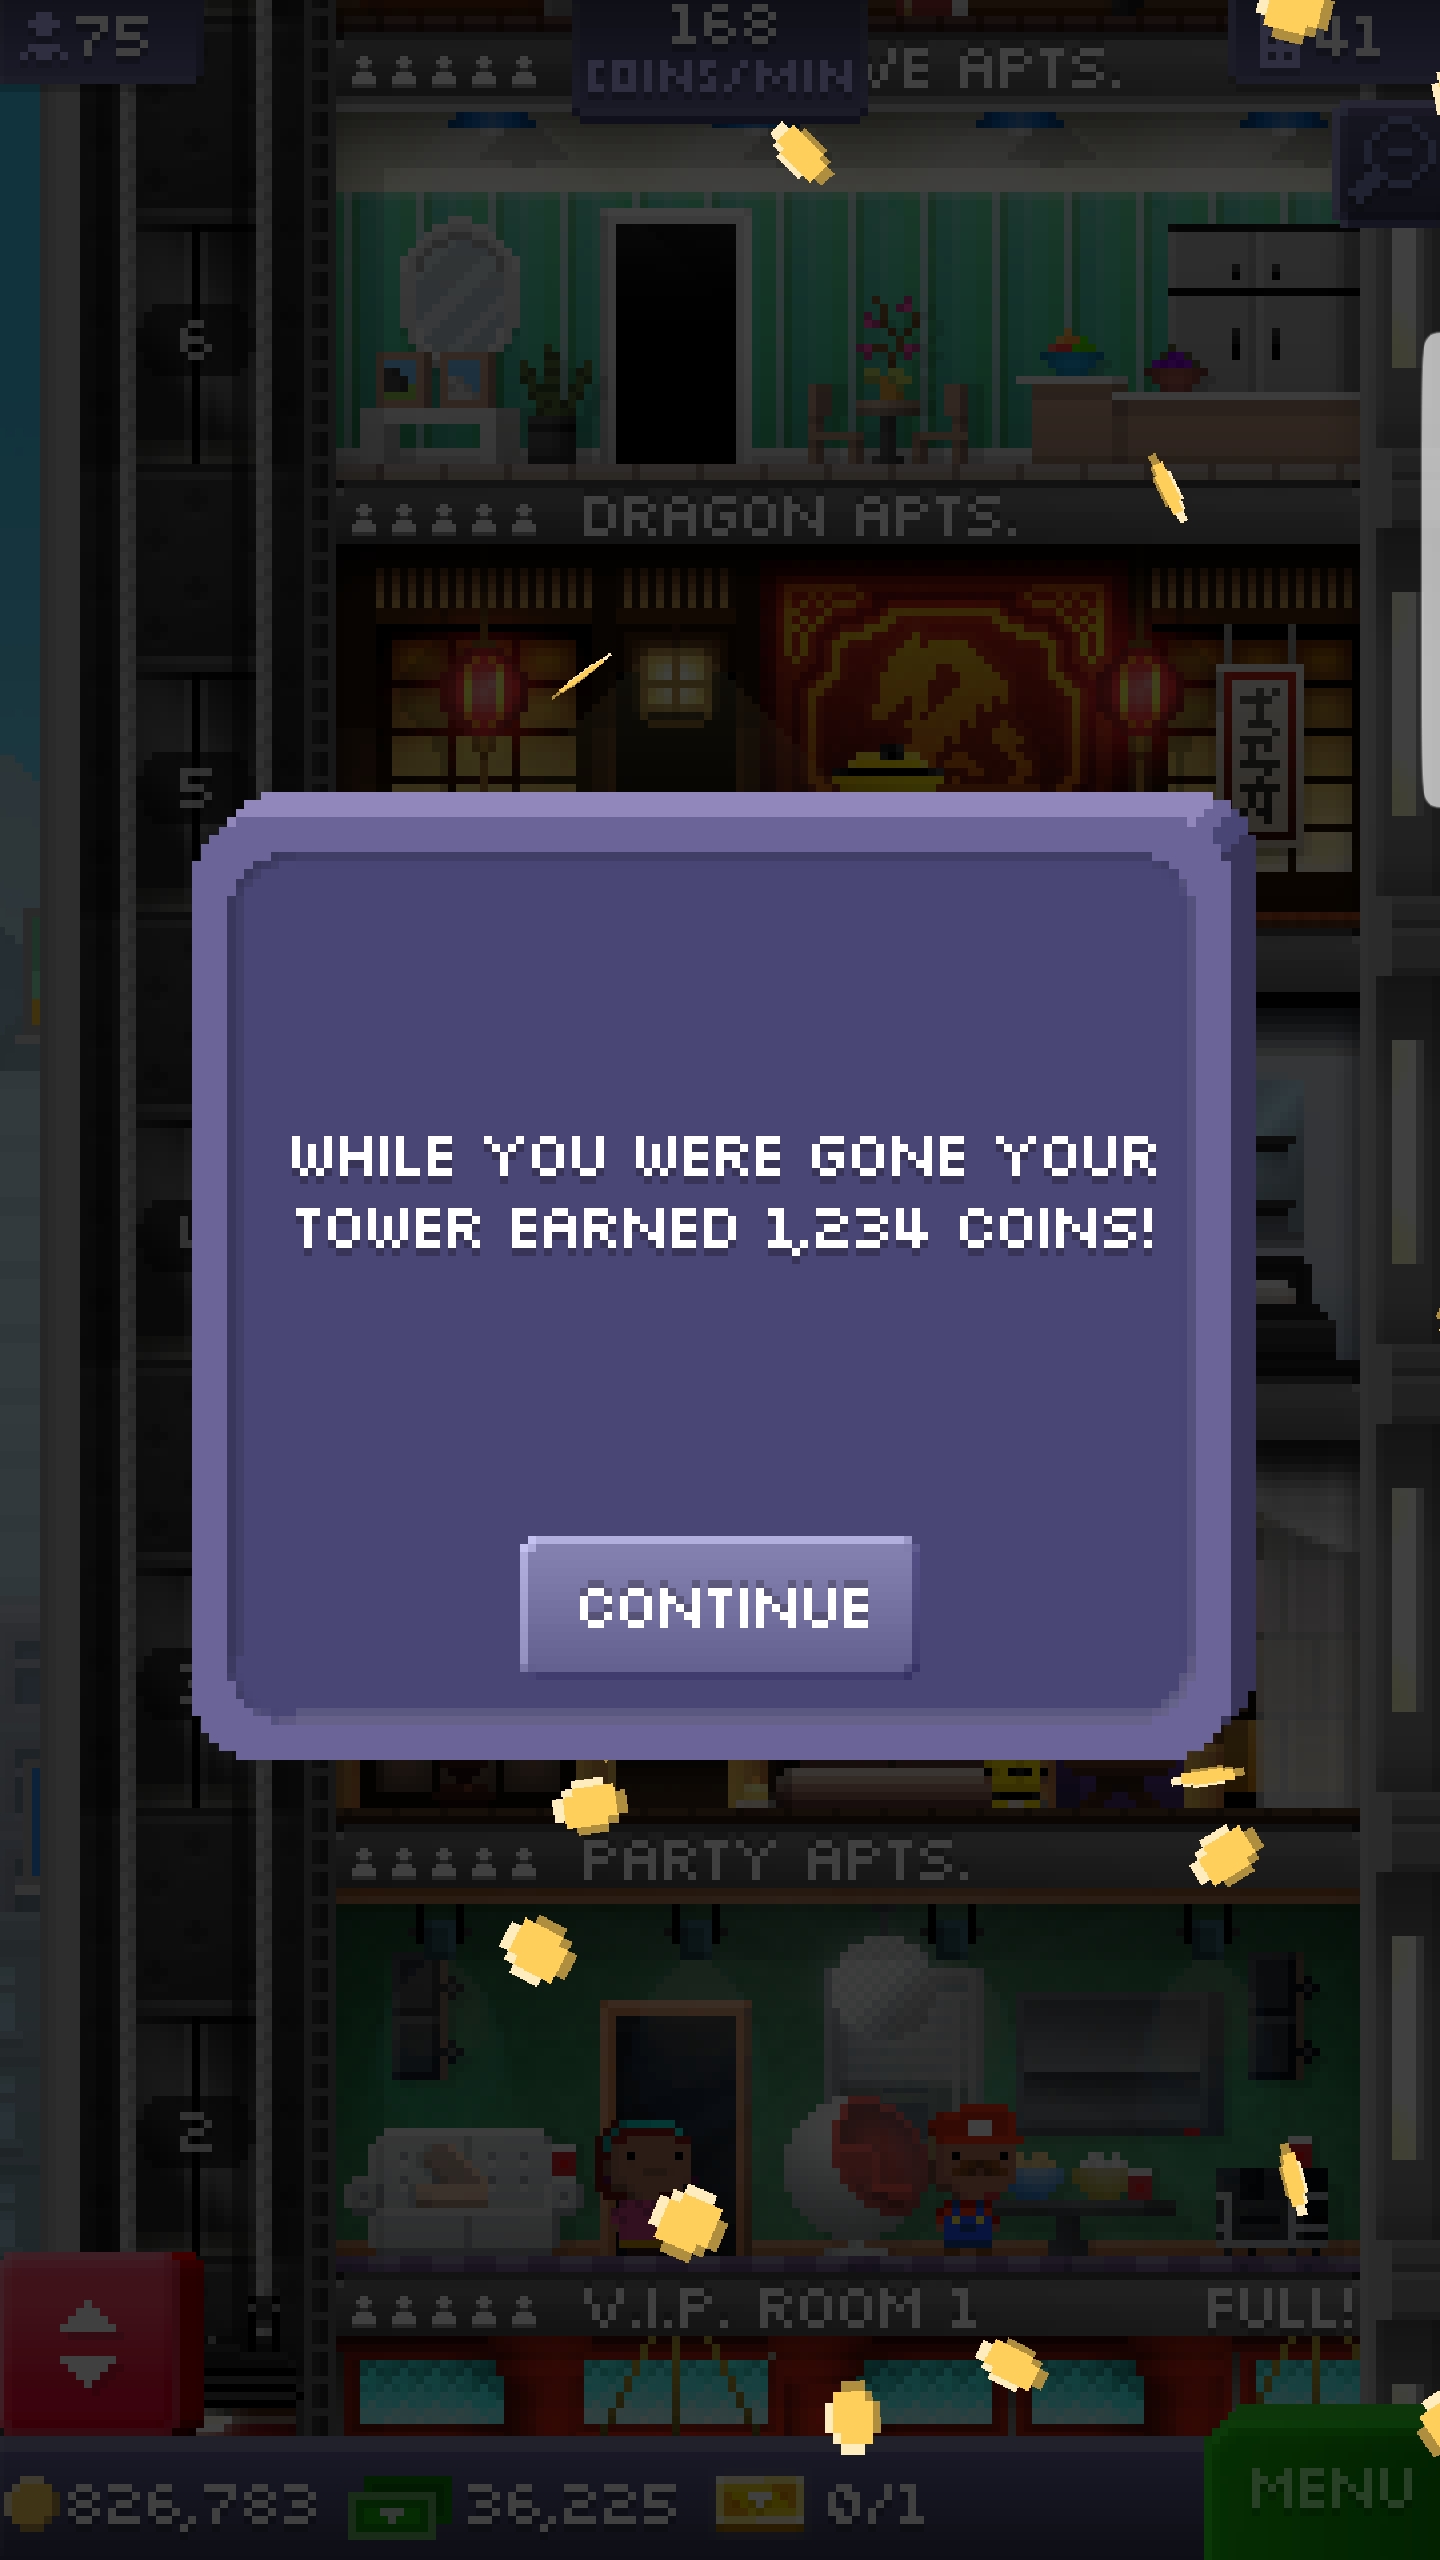 75
168
COINS/MIN
41
VE APTS.
6
DRAGON APTS.
5
WHILE YOU WERE GONE YOUR
TOWER EARNED 1,234 COINS!
CONTINUE
PARTY APTS.
2
V.I.P. ROOM 1
FULL!
826,783
36,225
0/1
MENU